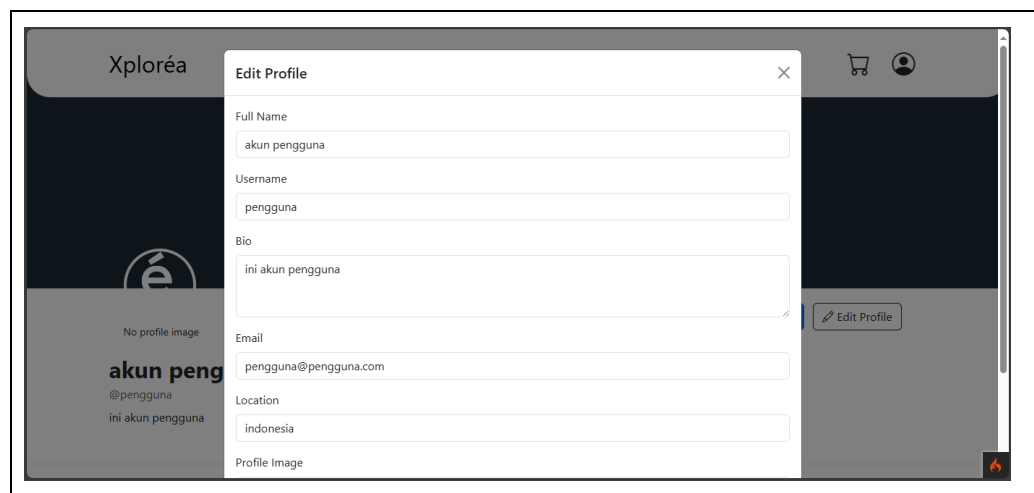 Xploréa
Edit Profile
Full Name
akun pengguna
Username
pengguna
Bio
ini akun pengguna
Email
pengguna@pengguna.com
Location
indonesia
Profile Image
é
No profile image
akun peng
@pengguna
ini akun pengguna
Edit Profile